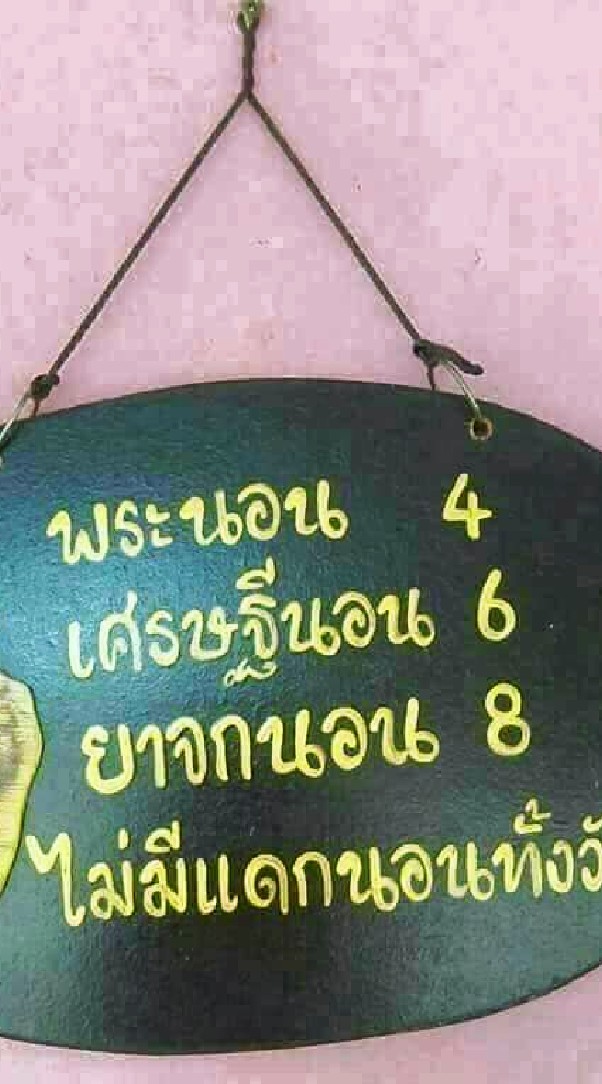 พระนอน 4
เศรษฐีนอน 6
ยาจกนอน 8
ไม่มีแดกนอนทั้ง